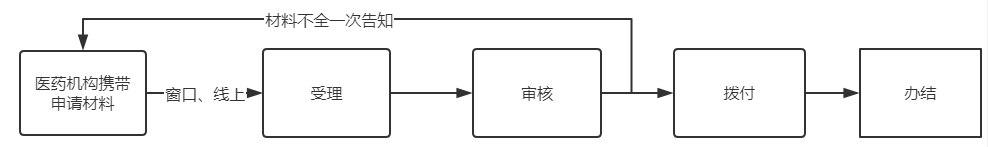 材料不全一次告知
医药机构携带
申请材料
窗口、线上
受理
审核
拨付
办结